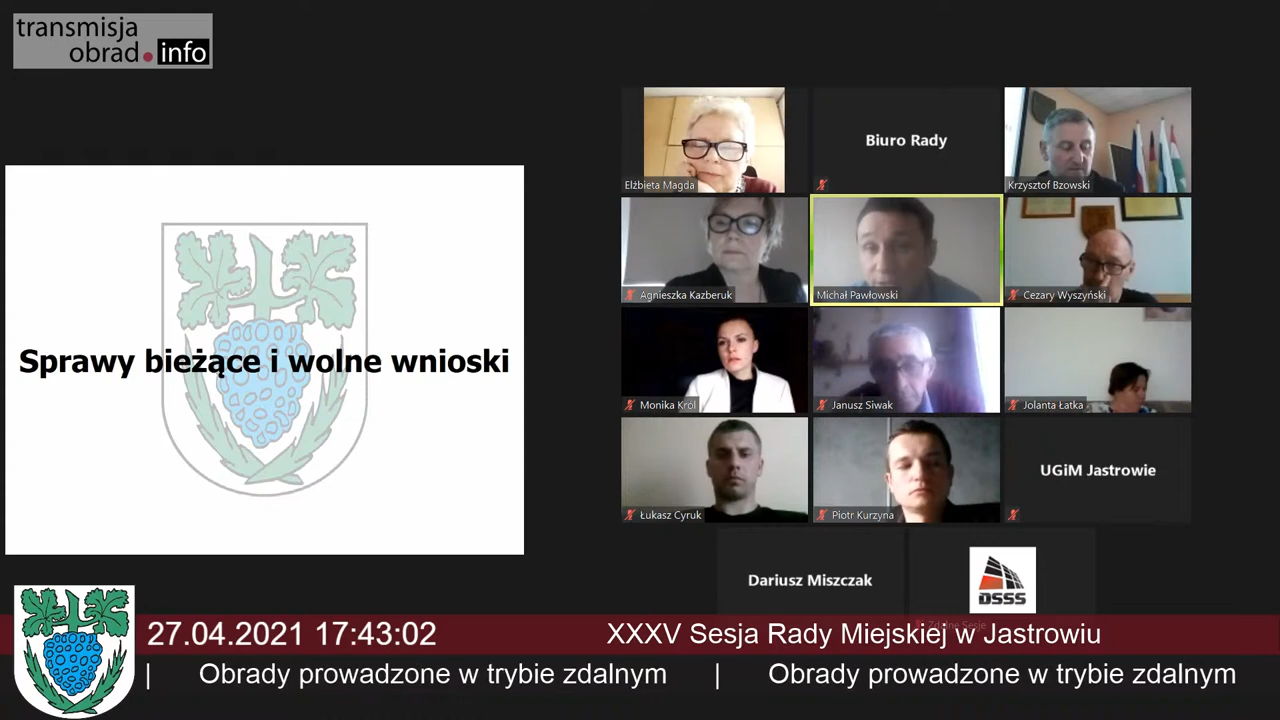 transmisja
obrad.info
Sprawy bieżące i wolne wnioski
Elżbieta Magda
Biuro Rady
Krzysztof Bzowski
Agnieszka Kazberuk
Michał Pawłowski
Cezary Wyszyński
Monika Król
Janusz Siwak
Jolanta Łatka
Łukasz Cyruk
Piotr Kurzyna
UGiM Jastrowie
Dariusz Miszczak
DSSS
Zdalne Sesje
27.04.2021 17:43:02
XXXV Sesja Rady Miejskiej w Jastrowiu
| Obrady prowadzone w trybie zdalnym | Obrady prowadzone w trybie zdalnym